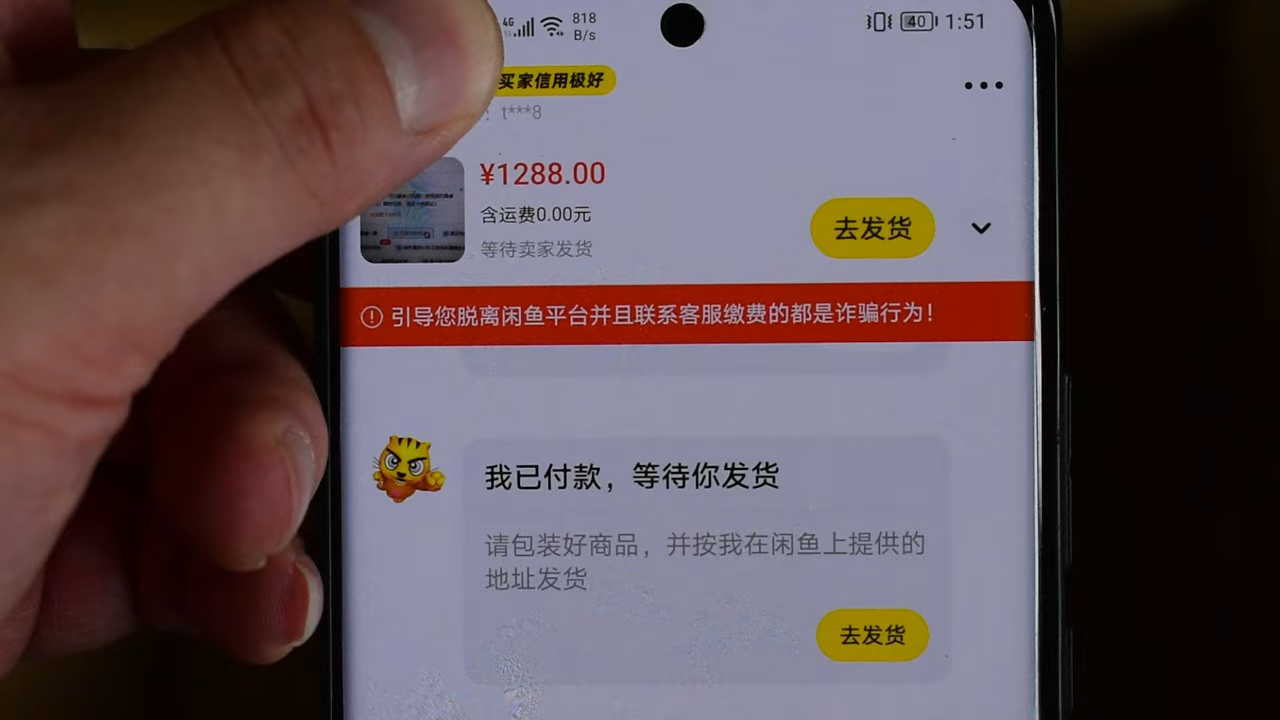 4G
818
B/s
40
1:51
买家信用极好
t***8
¥1288.00
含运费0.00元
去发货
等待卖家发货
引导您脱离闲鱼平台并且联系客服缴费的都是诈骗行为！
我已付款，等待你发货
请包装好商品，并按我在闲鱼上提供的
地址发货
去发货